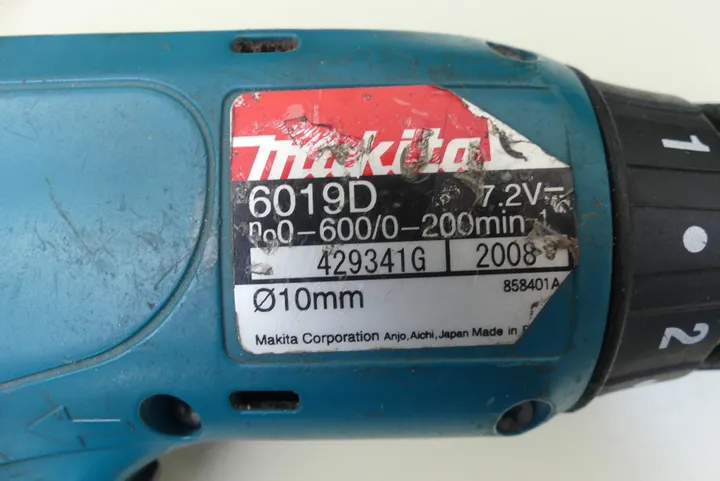 makita
6019D 7.2V⎓
n₀0-600/0-200min⁻¹
429341G 2008
Ø10mm 858401A
Makita Corporation Anjo, Aichi, Japan Made in
1
2